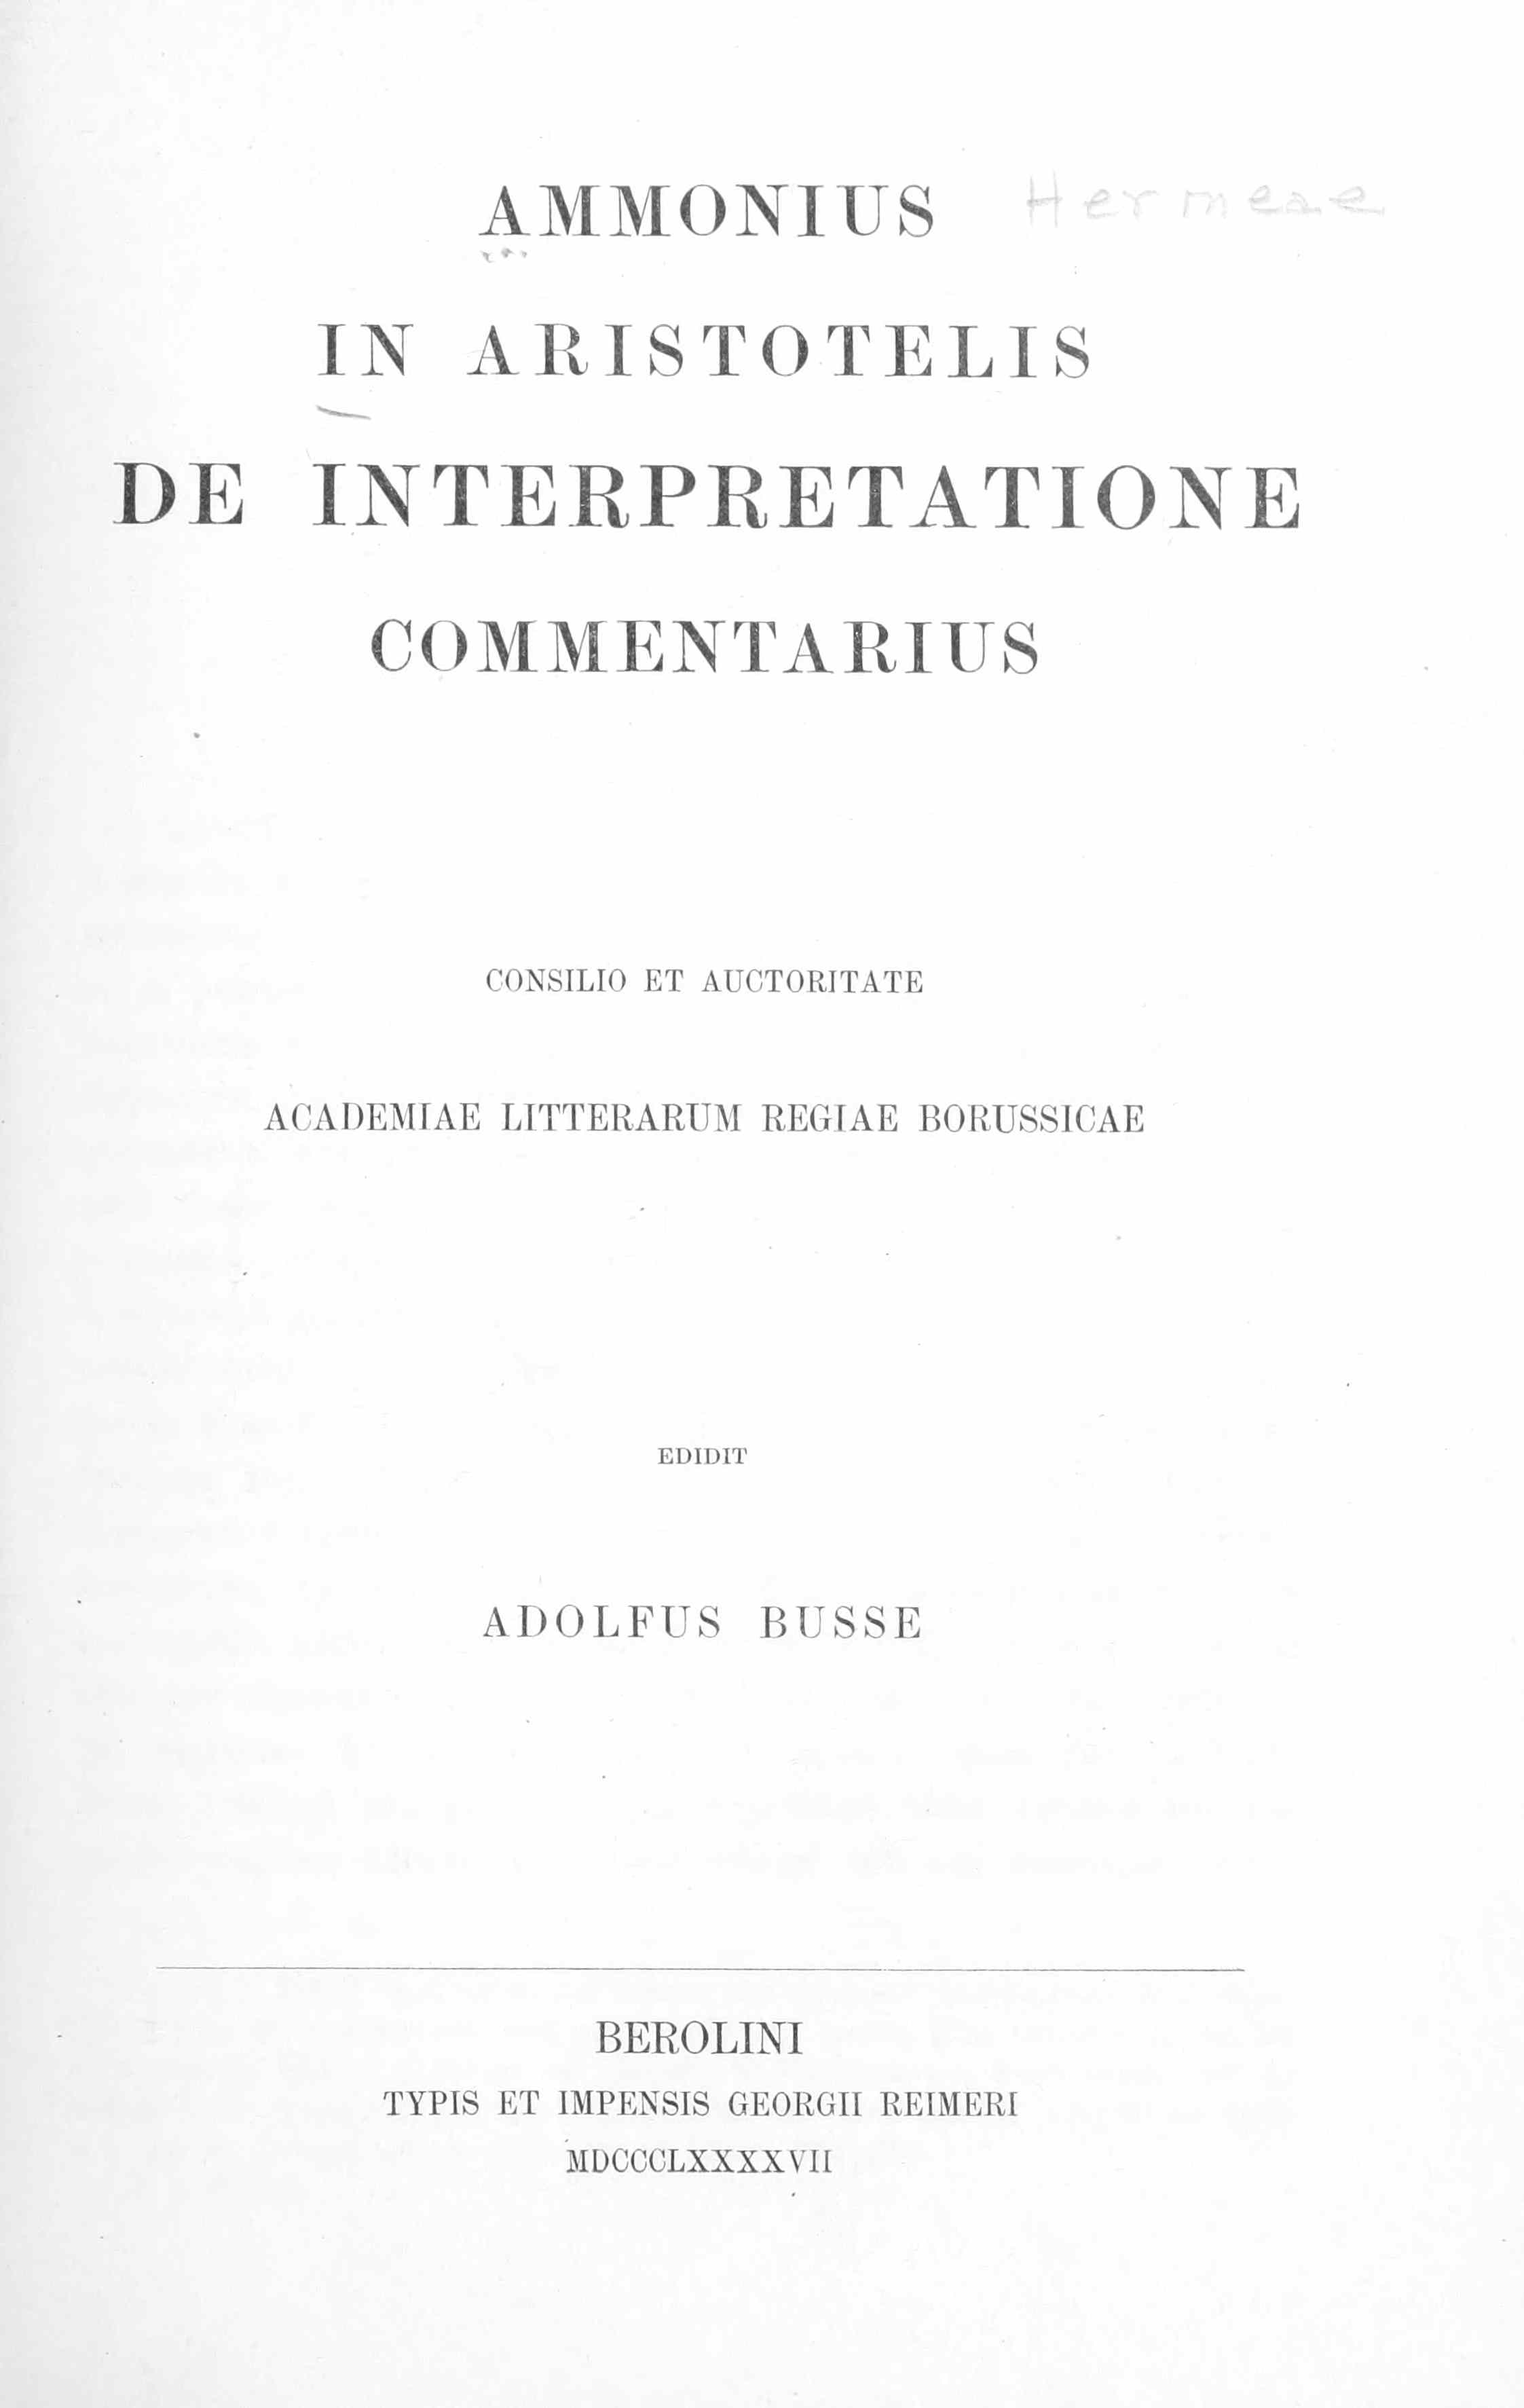 AMMONIUS Hermeae
IN ARISTOTELIS
DE INTERPRETATIONE
COMMENTARIUS
CONSILIO ET AUCTORITATE
ACADEMIAE LITTERARUM REGIAE BORUSSICAE
EDIDIT
ADOLFUS BUSSE
BEROLINI
TYPIS ET IMPENSIS GEORGII REIMERI
MDCCCLXXXXVII